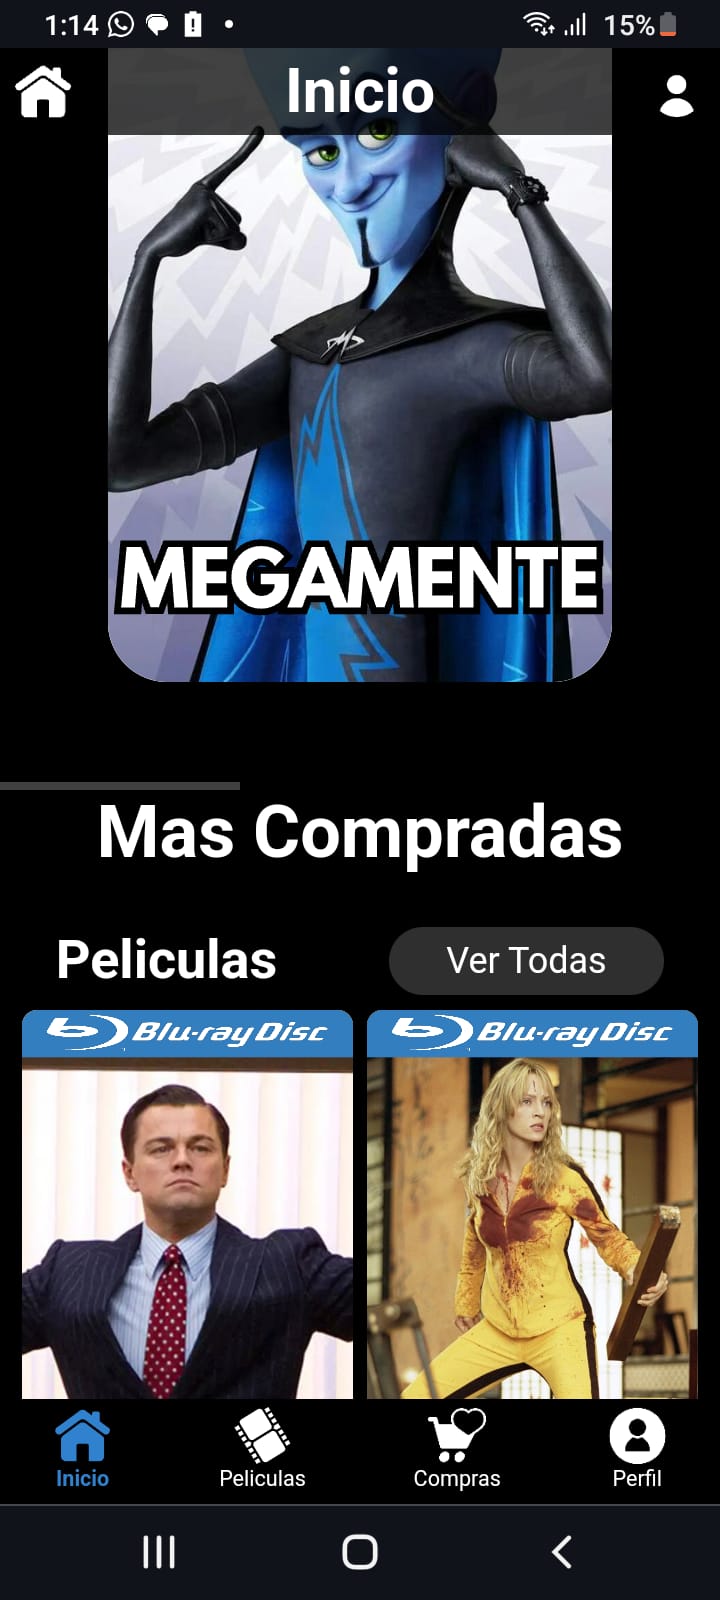 1:14
15%
Inicio
MEGAMENTE
Mas Compradas
Peliculas
Ver Todas
Blu-ray Disc
Blu-ray Disc
Inicio
Peliculas
Compras
Perfil